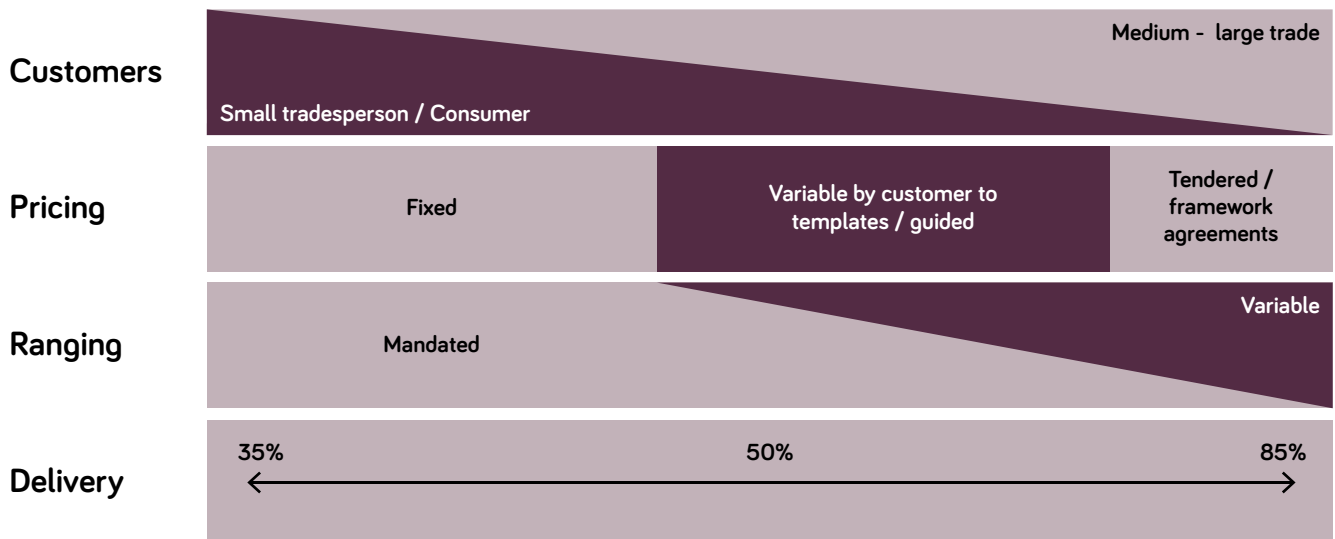 Customers
Medium - large trade
Small tradesperson / Consumer
Pricing
Fixed
Variable by customer to
templates / guided
Tendered /
framework
agreements
Ranging
Mandated
Variable
Delivery
35%
50%
85%